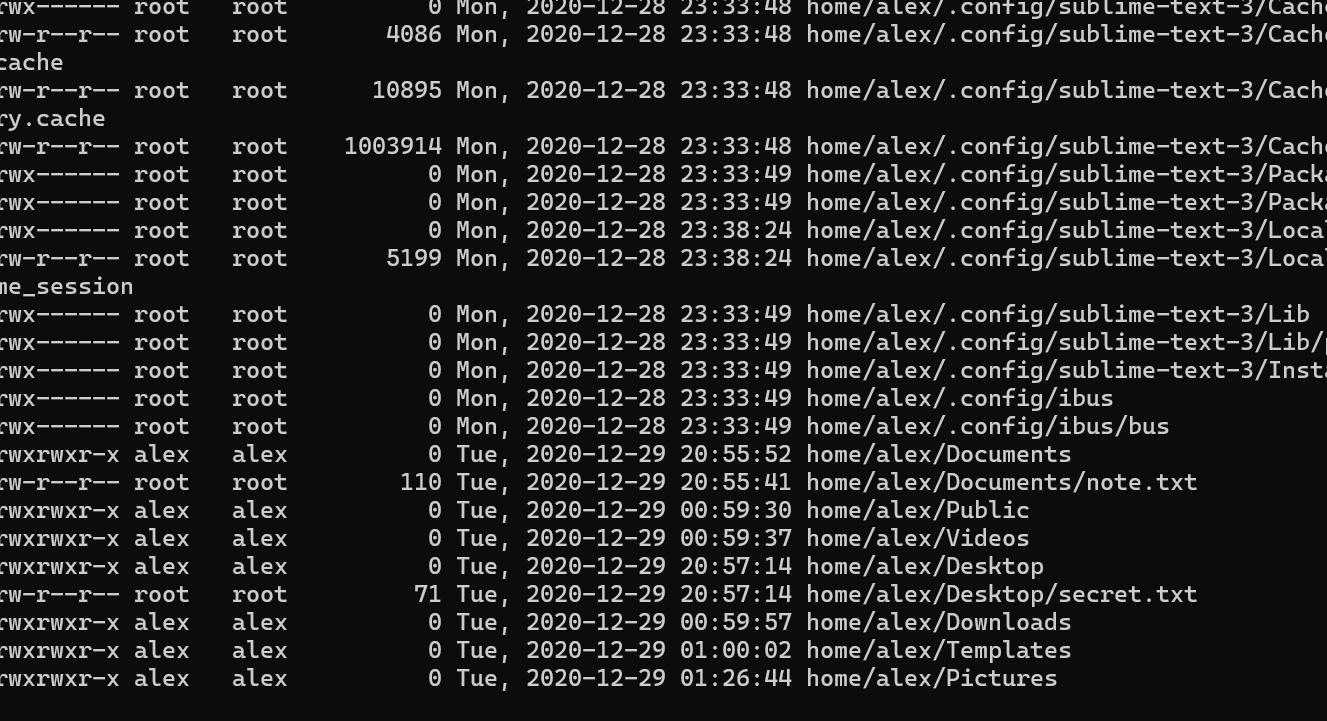 rwx------ root   root          0 Mon, 2020-12-28 23:33:48 home/alex/.config/sublime-text-3/Cach
rw-r--r-- root   root       4086 Mon, 2020-12-28 23:33:48 home/alex/.config/sublime-text-3/Cach
cache
rw-r--r-- root   root      10895 Mon, 2020-12-28 23:33:48 home/alex/.config/sublime-text-3/Cach
ry.cache
rw-r--r-- root   root    1003914 Mon, 2020-12-28 23:33:48 home/alex/.config/sublime-text-3/Cach
rwx------ root   root          0 Mon, 2020-12-28 23:33:49 home/alex/.config/sublime-text-3/Packa
rwx------ root   root          0 Mon, 2020-12-28 23:33:49 home/alex/.config/sublime-text-3/Packa
rwx------ root   root          0 Mon, 2020-12-28 23:38:24 home/alex/.config/sublime-text-3/Local
rw-r--r-- root   root       5199 Mon, 2020-12-28 23:38:24 home/alex/.config/sublime-text-3/Local
me_session
rwx------ root   root          0 Mon, 2020-12-28 23:33:49 home/alex/.config/sublime-text-3/Lib
rwx------ root   root          0 Mon, 2020-12-28 23:33:49 home/alex/.config/sublime-text-3/Lib/p
rwx------ root   root          0 Mon, 2020-12-28 23:33:49 home/alex/.config/sublime-text-3/Insta
rwx------ root   root          0 Mon, 2020-12-28 23:33:49 home/alex/.config/ibus
rwx------ root   root          0 Mon, 2020-12-28 23:33:49 home/alex/.config/ibus/bus
rwxrwxr-x alex   alex          0 Tue, 2020-12-29 20:55:52 home/alex/Documents
rw-r--r-- root   root        110 Tue, 2020-12-29 20:55:41 home/alex/Documents/note.txt
rwxrwxr-x alex   alex          0 Tue, 2020-12-29 00:59:30 home/alex/Public
rwxrwxr-x alex   alex          0 Tue, 2020-12-29 00:59:37 home/alex/Videos
rwxrwxr-x alex   alex          0 Tue, 2020-12-29 20:57:14 home/alex/Desktop
rw-r--r-- root   root         71 Tue, 2020-12-29 20:57:14 home/alex/Desktop/secret.txt
rwxrwxr-x alex   alex          0 Tue, 2020-12-29 00:59:57 home/alex/Downloads
rwxrwxr-x alex   alex          0 Tue, 2020-12-29 01:00:02 home/alex/Templates
rwxrwxr-x alex   alex          0 Tue, 2020-12-29 01:26:44 home/alex/Pictures